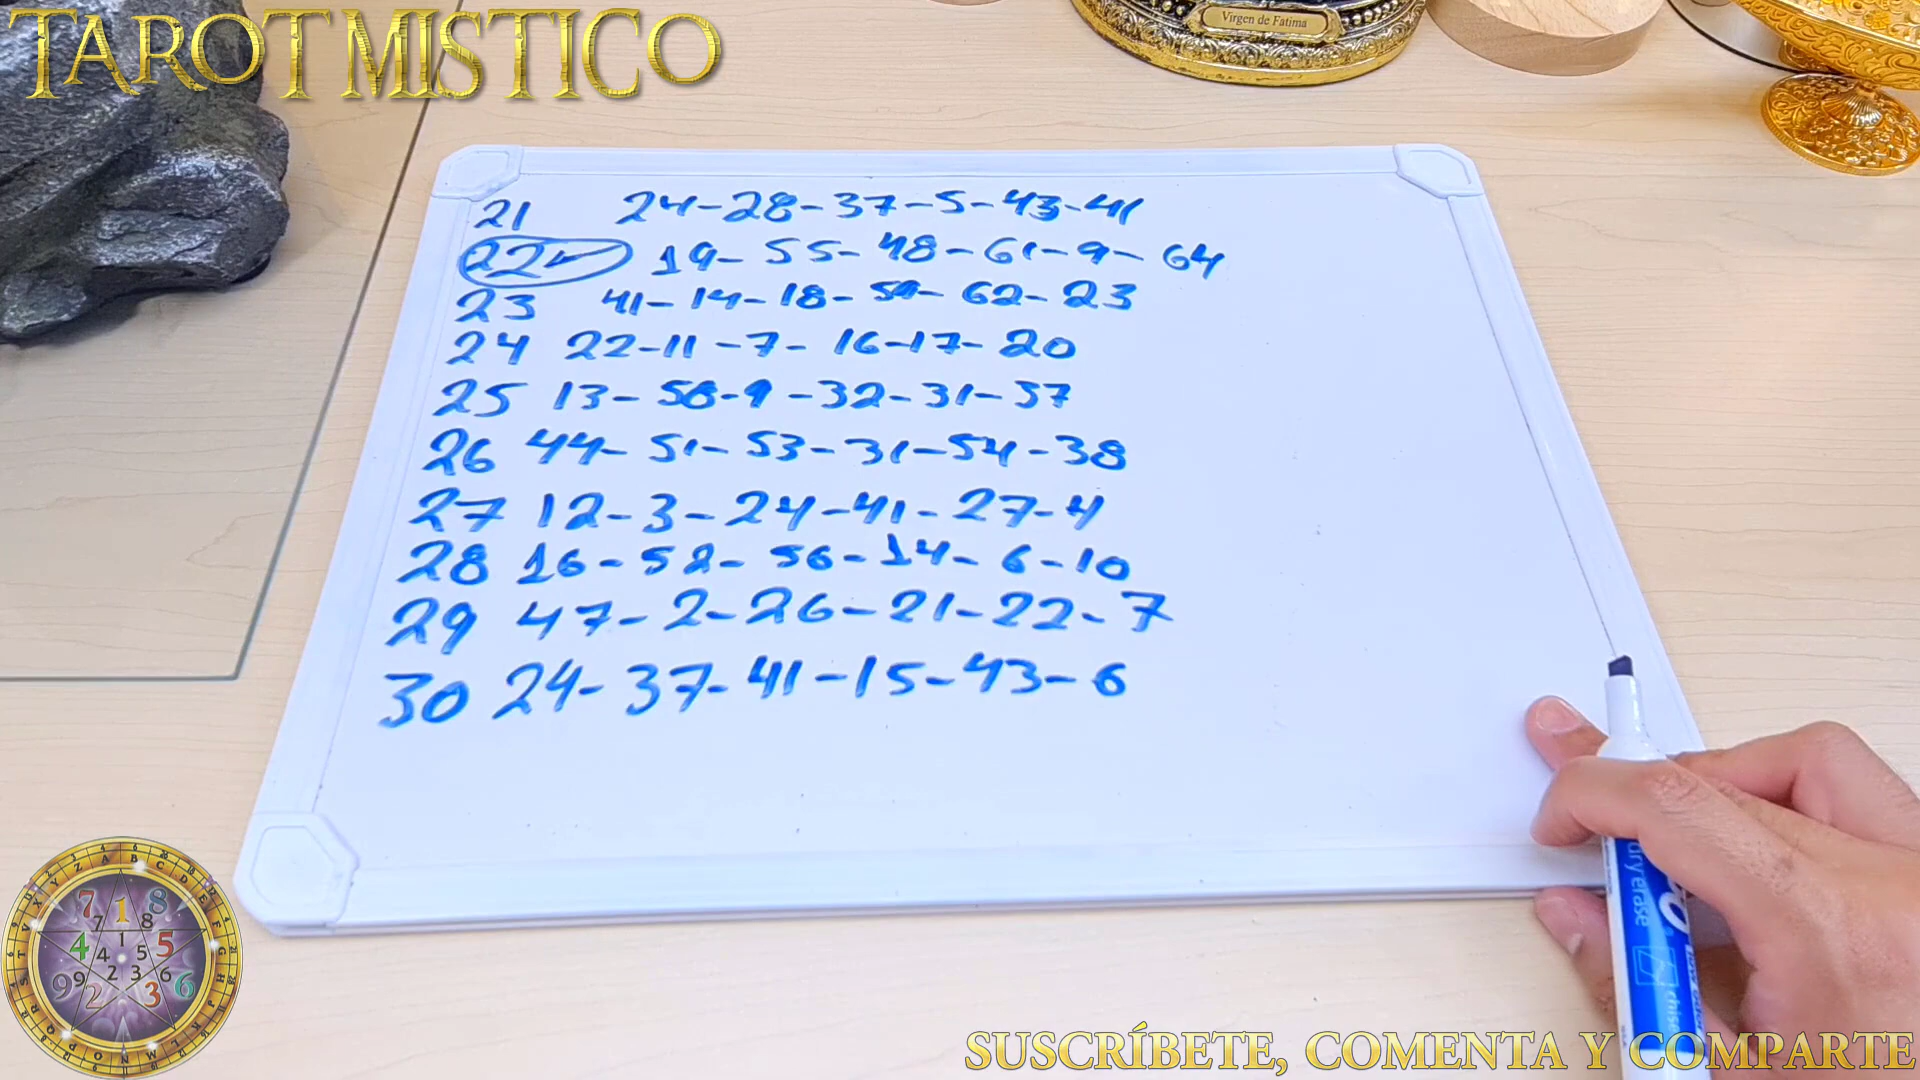 TAROT MISTICO
Virgen de Fatima
21 24-28-37-5-43-41
22 19-55-48-61-9-64
23 41-14-18-59-62-23
24 22-11-7-16-17-20
25 13-58-9-32-31-37
26 44-51-53-31-54-38
27 12-3-24-41-27-4
28 16-52-56-14-6-10
29 47-2-26-21-22-7
30 24-37-41-15-43-6
dry erase
SUSCRÍBETE, COMENTA Y COMPARTE